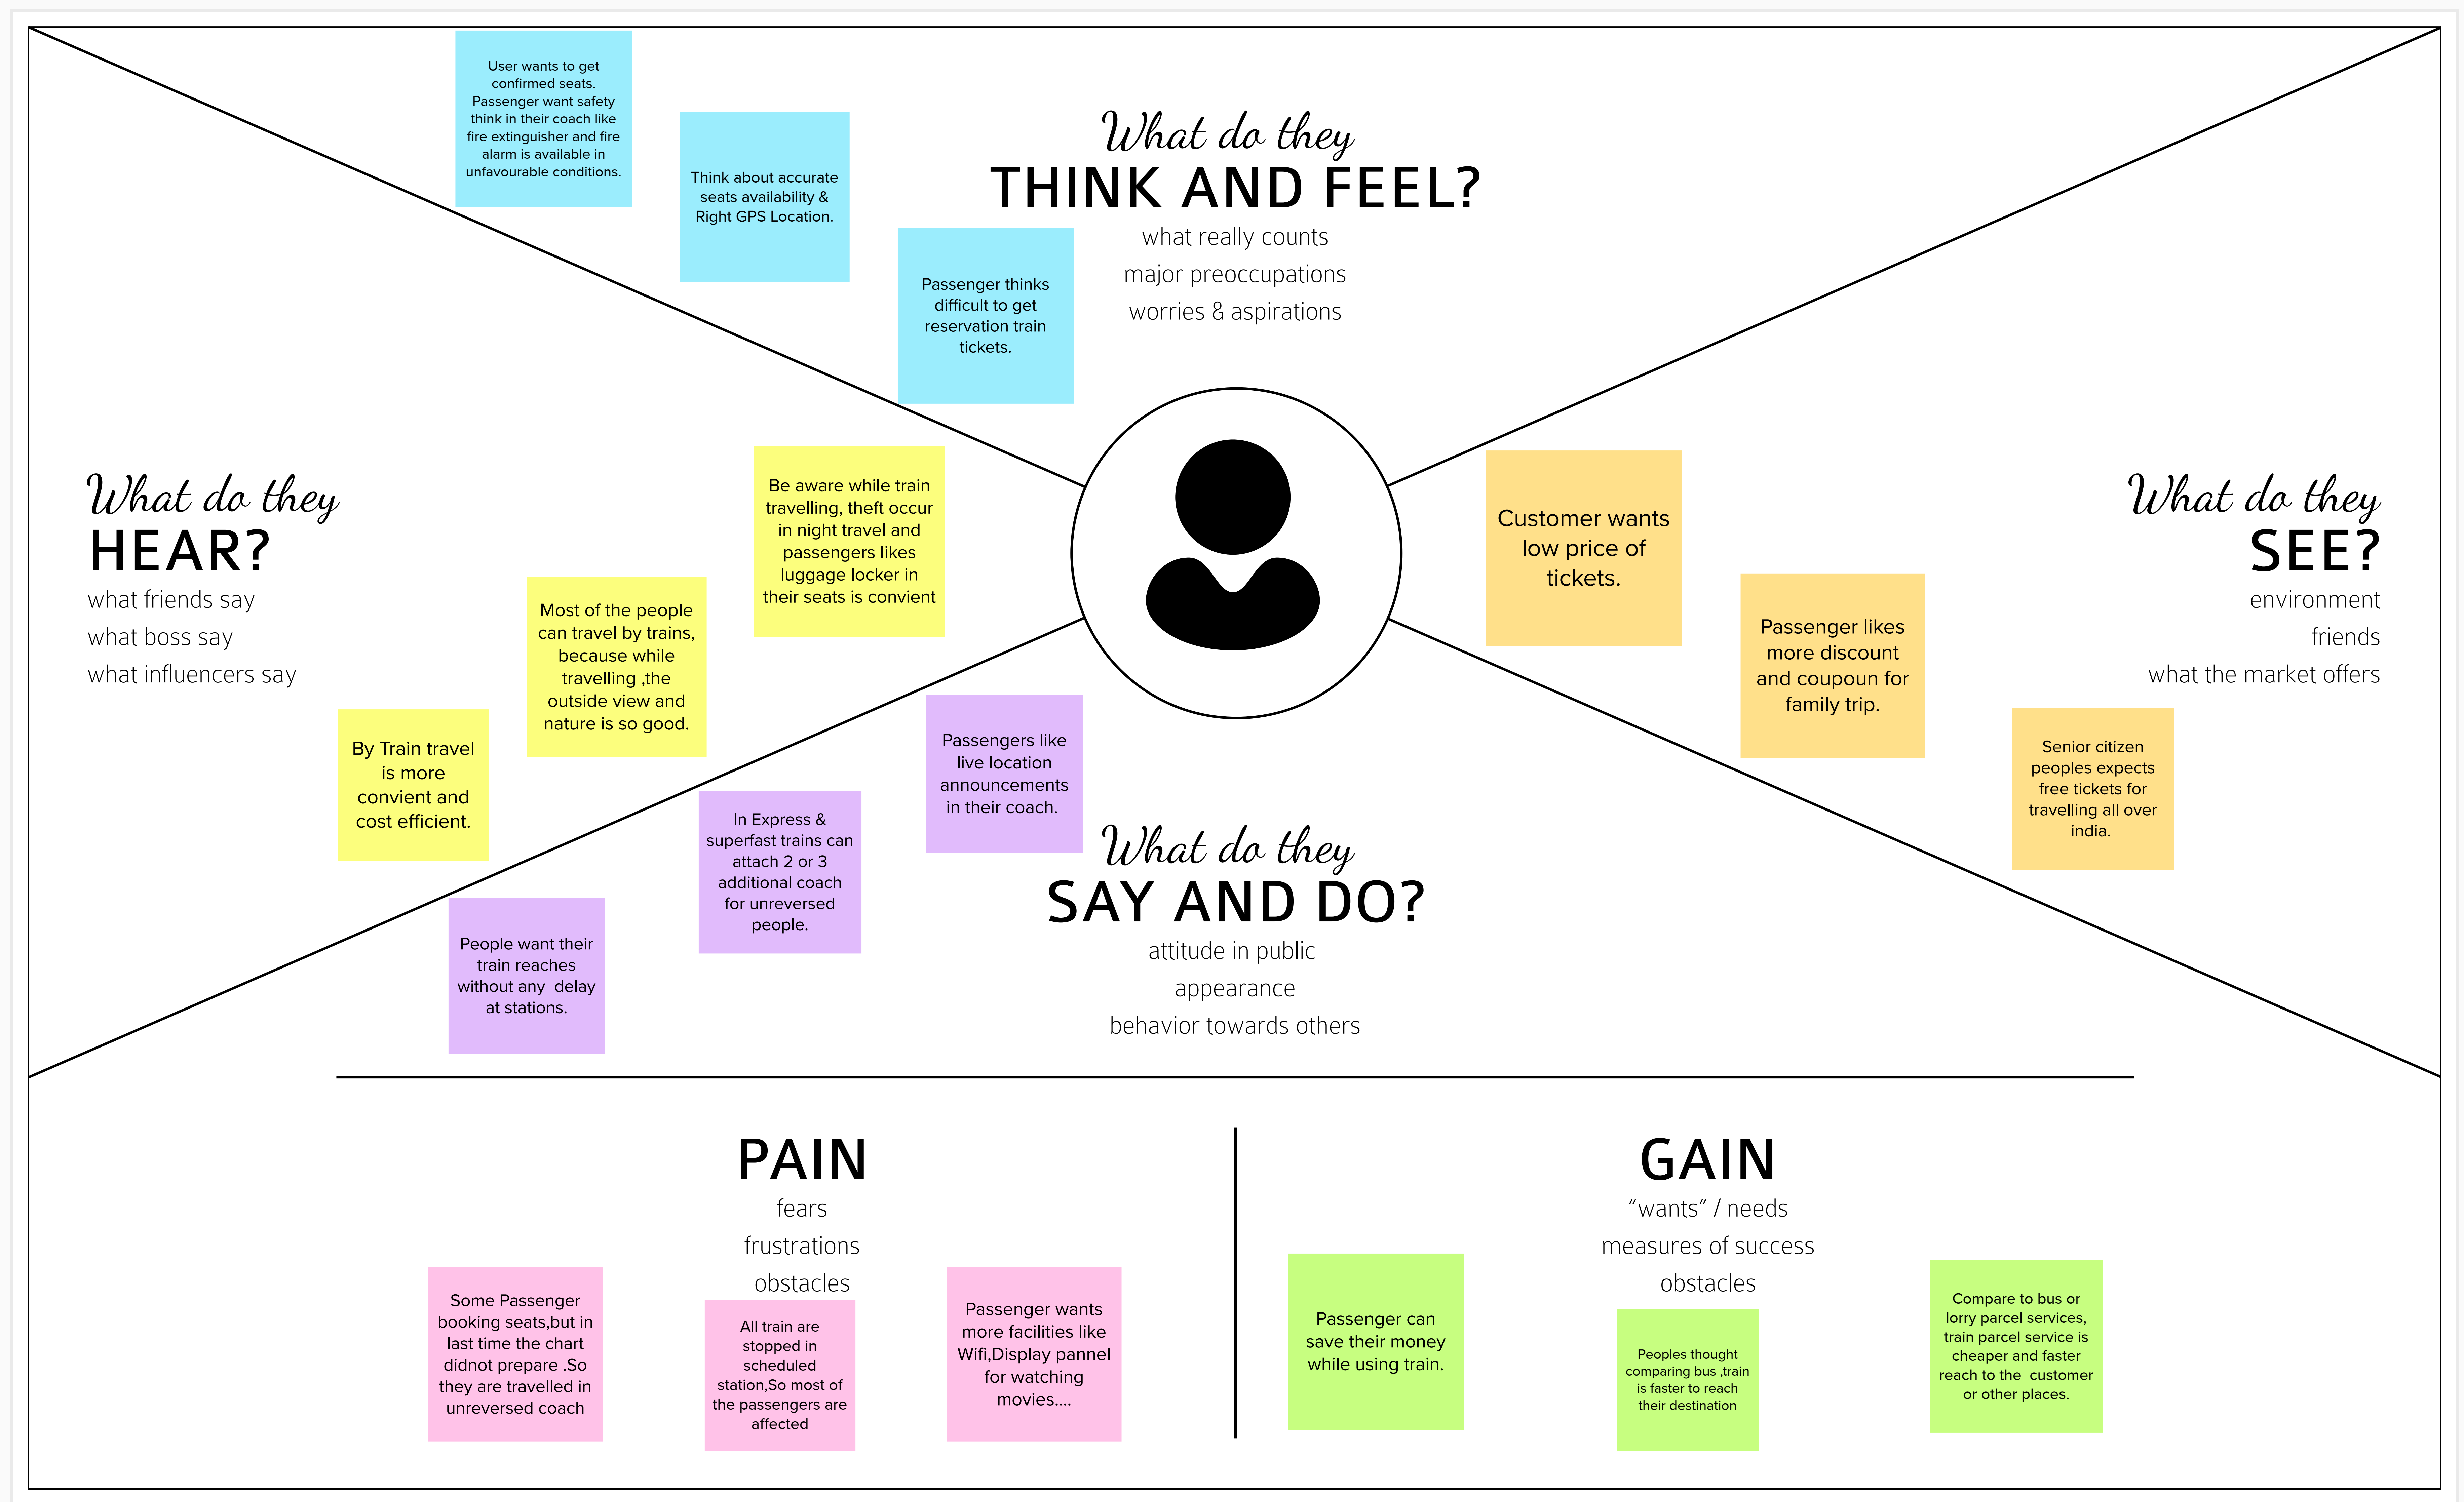 User wants to get
confirmed seats.
Passenger want safety
think in their coach like
fire extinguisher and fire
alarm is available in
unfavourable conditions.
Think about accurate
seats availability &
Right GPS Location.
Passenger thinks
difficult to get
reservation train
tickets.
What do they
THINK AND FEEL?
what really counts
major preoccupations
worries & aspirations
What do they
HEAR?
what friends say
what boss say
what influencers say
Be aware while train
travelling, theft occur
in night travel and
passengers likes
luggage locker in
their seats is convient
Most of the people
can travel by trains,
because while
travelling ,the
outside view and
nature is so good.
By Train travel
is more
convient and
cost efficient.
Customer wants
low price of
tickets.
Passenger likes
more discount
and coupoun for
family trip.
Senior citizen
peoples expects
free tickets for
travelling all over
india.
What do they
SEE?
environment
friends
what the market offers
Passengers like
live location
announcements
in their coach.
In Express &
superfast trains can
attach 2 or 3
additional coach
for unreversed
people.
People want their
train reaches
without any  delay
at stations.
What do they
SAY AND DO?
attitude in public
appearance
behavior towards others
PAIN
fears
frustrations
obstacles
Some Passenger
booking seats,but in
last time the chart
didnot prepare .So
they are travelled in
unreversed coach
All train are
stopped in
scheduled
station,So most of
the passengers are
affected
Passenger wants
more facilities like
Wifi,Display pannel
for watching
movies....
GAIN
“wants” / needs
measures of success
obstacles
Passenger can
save their money
while using train.
Peoples thought
comparing bus ,train
is faster to reach
their destination
Compare to bus or
lorry parcel services,
train parcel service is
cheaper and faster
reach to the  customer
or other places.